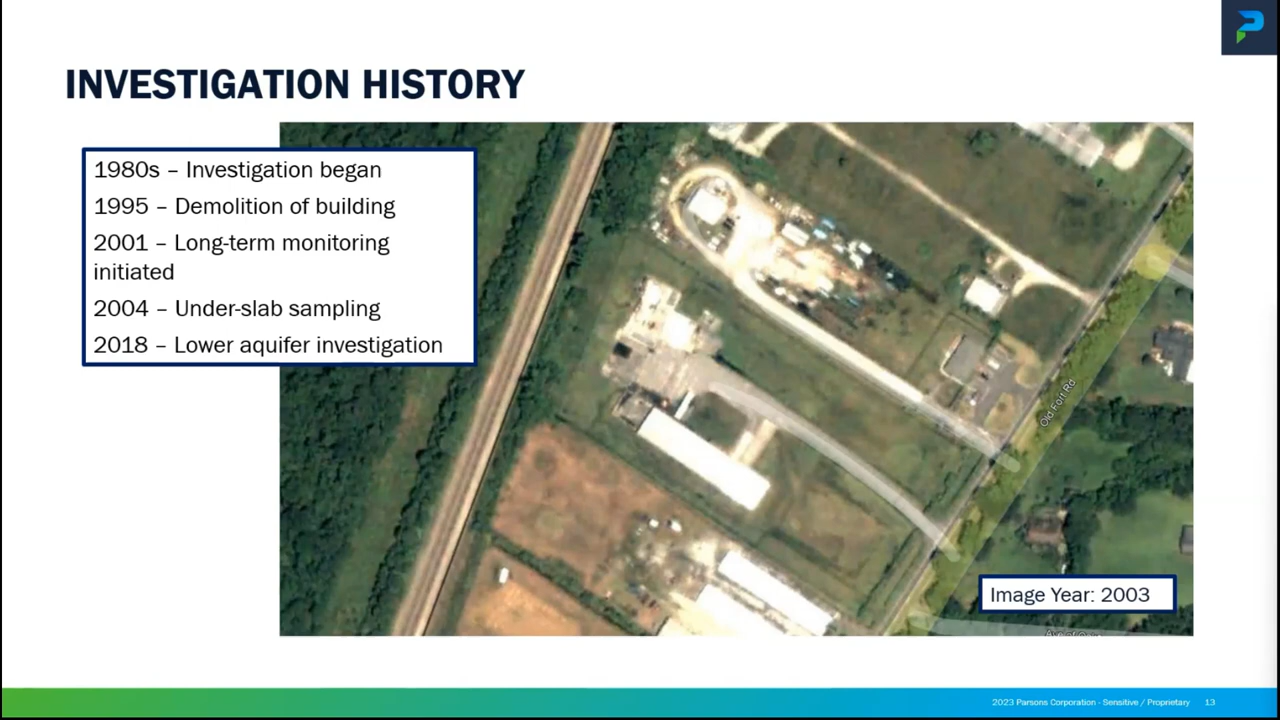 INVESTIGATION HISTORY
1980s – Investigation began
1995 – Demolition of building
2001 – Long-term monitoring
initiated
2004 – Under-slab sampling
2018 – Lower aquifer investigation
Old Fort Rd
Image Year: 2003
2023 Parsons Corporation - Sensitive / Proprietary 13